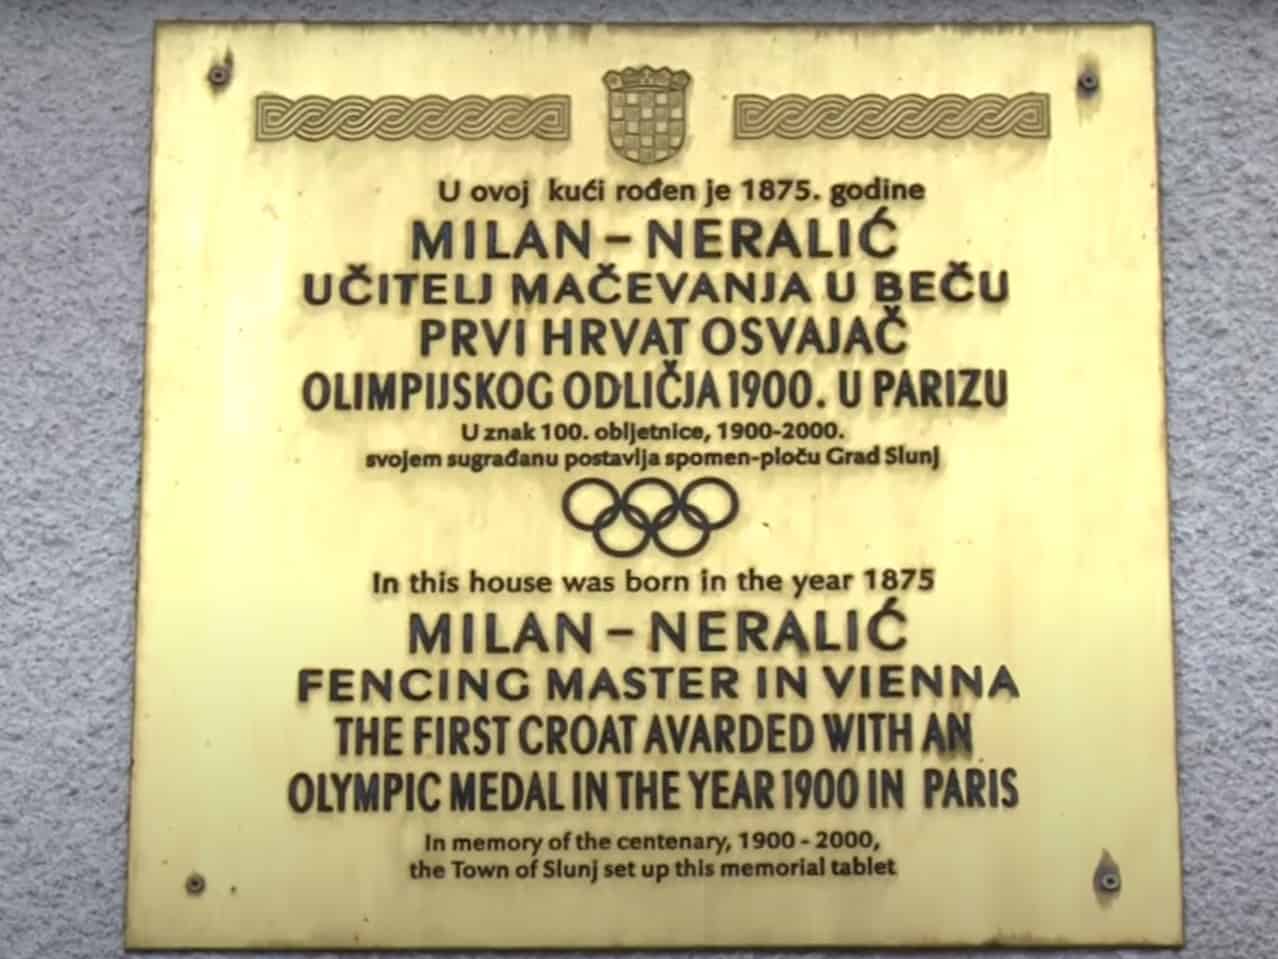 U ovoj kući rođen je 1875. godine
MILAN – NERALIĆ
UČITELJ MAČEVANJA U BEČU
PRVI HRVAT OSVAJAČ
OLIMPIJSKOG ODLIČJA 1900. U PARIZU
U znak 100. obljetnice, 1900-2000.
svojem sugrađanu postavlja spomen-ploču Grad Slunj
In this house was born in the year 1875
MILAN – NERALIĆ
FENCING MASTER IN VIENNA
THE FIRST CROAT AVARDED WITH AN
OLYMPIC MEDAL IN THE YEAR 1900 IN PARIS
In memory of the centenary, 1900 - 2000,
the Town of Slunj set up this memorial tablet